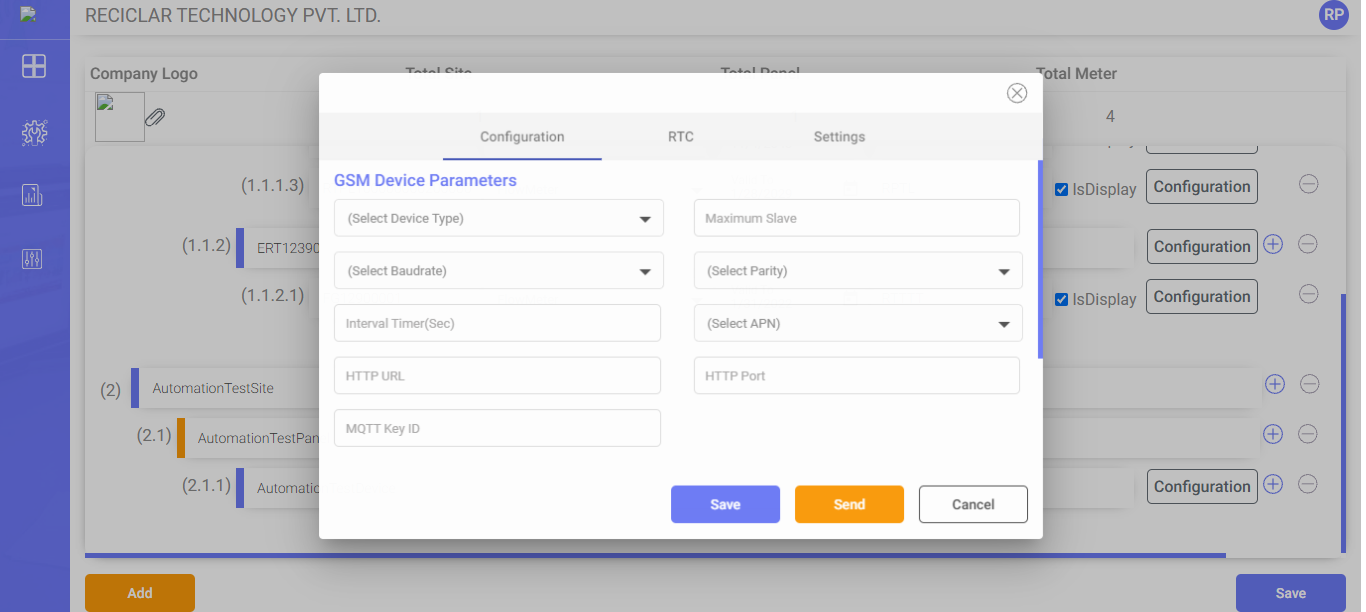 RECICLAR TECHNOLOGY PVT. LTD.
RP
Company Logo
Total Site
Total Panel
Total Meter
4
(1.1.1.3)
IsDisplay
Configuration
(1.1.2)
ERT12390
Configuration
(1.1.2.1)
IsDisplay
Configuration
(2)
AutomationTestSite
(2.1)
AutomationTestPan
(2.1.1)
Automatic
Configuration
Add
Save
Configuration
RTC
Settings
GSM Device Parameters
(Select Device Type)
Maximum Slave
(Select Baudrate)
(Select Parity)
Interval Timer(Sec)
(Select APN)
HTTP URL
HTTP Port
MQTT Key ID
Save
Send
Cancel